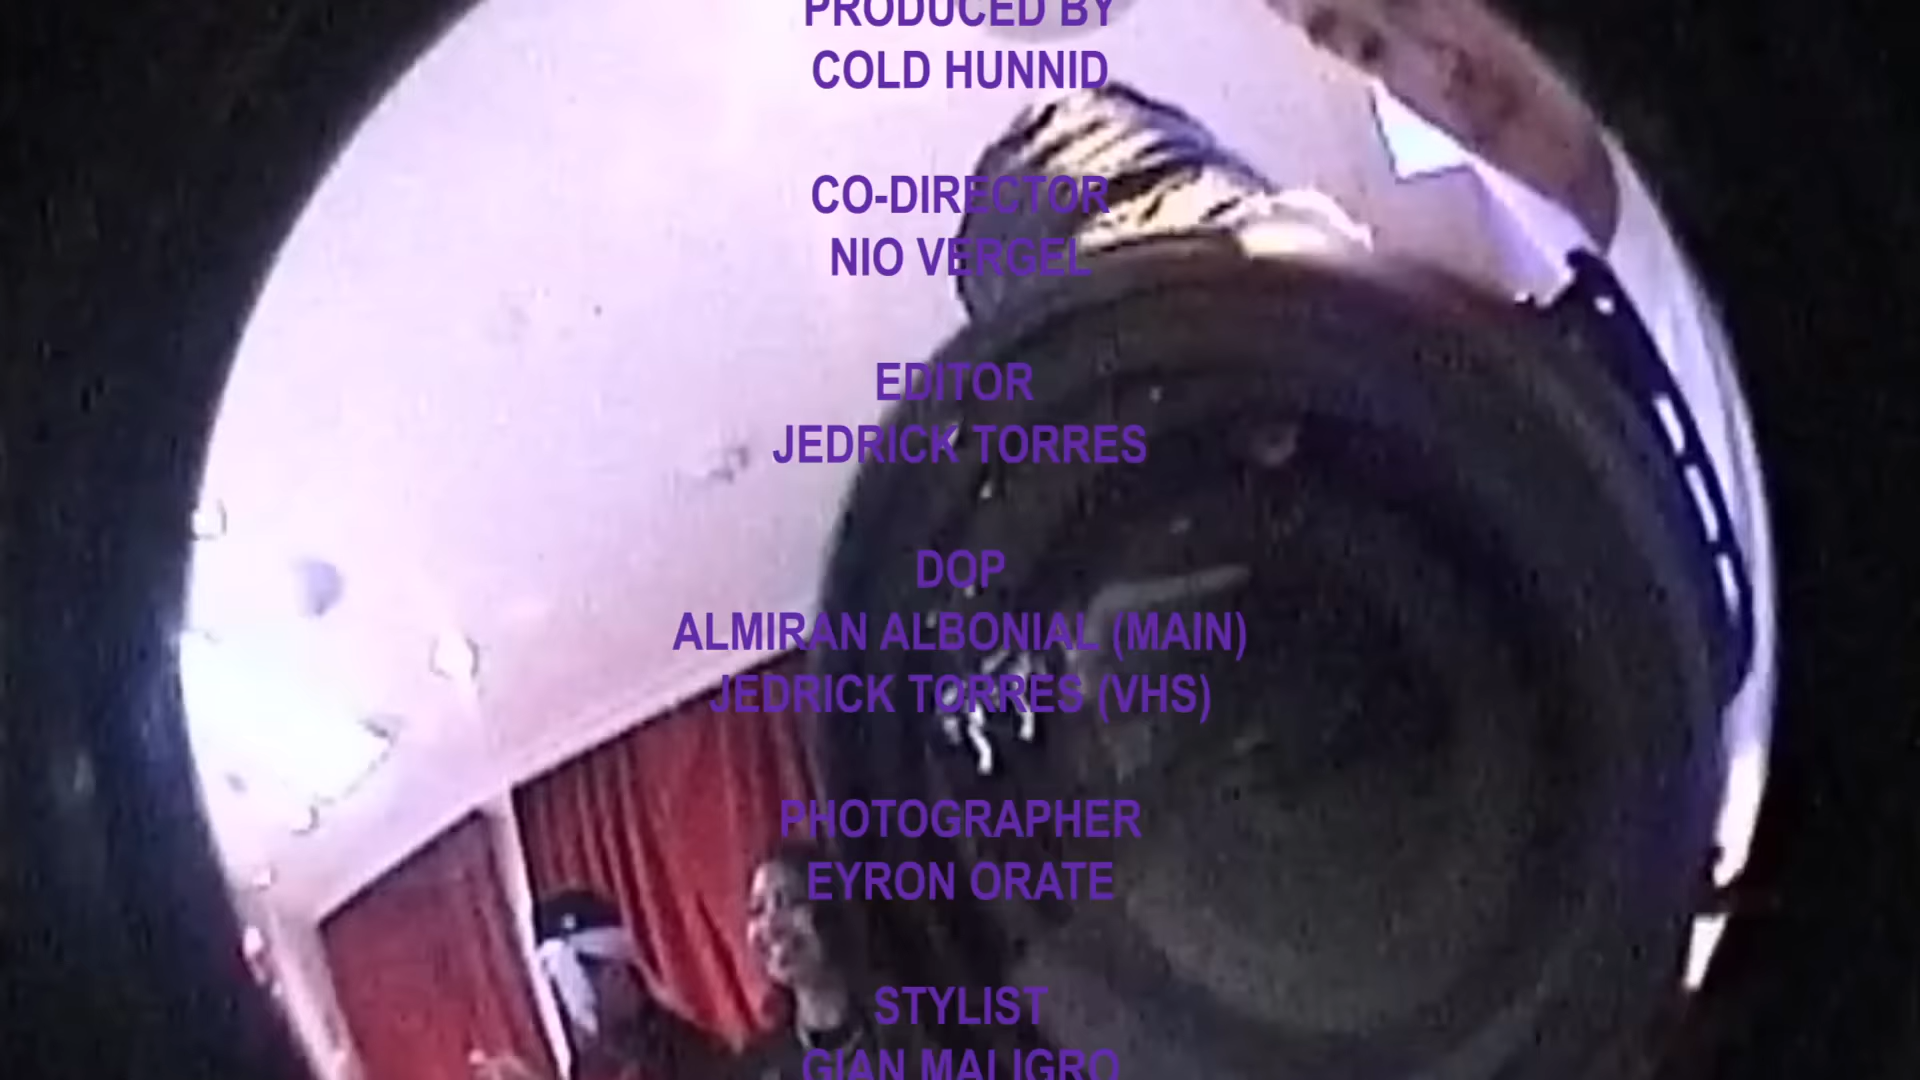 PRODUCED BY
COLD HUNNID
CO-DIRECTOR
NIO VERGEL
EDITOR
JEDRICK TORRES
DOP
ALMIRAN ALBONIAL (MAIN)
JEDRICK TORRES (VHS)
PHOTOGRAPHER
EYRON ORATE
STYLIST
GIAN MALIGRO